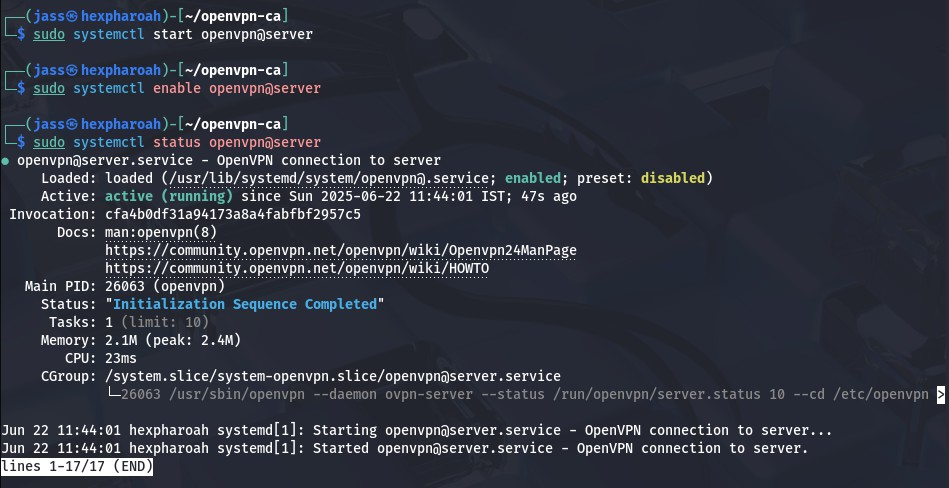 ┌──(jass㉿hexpharoah)-[~/openvpn-ca]
└─$ sudo systemctl start openvpn@server
┌──(jass㉿hexpharoah)-[~/openvpn-ca]
└─$ sudo systemctl enable openvpn@server
┌──(jass㉿hexpharoah)-[~/openvpn-ca]
└─$ sudo systemctl status openvpn@server
● openvpn@server.service - OpenVPN connection to server
Loaded: loaded (/usr/lib/systemd/system/openvpn@.service; enabled; preset: disabled)
Active: active (running) since Sun 2025-06-22 11:44:01 IST; 47s ago
Invocation: cfa4b0df31a94173a8a4fabfbf2957c5
Docs: man:openvpn(8)
https://community.openvpn.net/openvpn/wiki/Openvpn24ManPage
https://community.openvpn.net/openvpn/wiki/HOWTO
Main PID: 26063 (openvpn)
Status: "Initialization Sequence Completed"
Tasks: 1 (limit: 10)
Memory: 2.1M (peak: 2.4M)
CPU: 23ms
CGroup: /system.slice/system-openvpn.slice/openvpn@server.service
└─26063 /usr/sbin/openvpn --daemon ovpn-server --status /run/openvpn/server.status 10 --cd /etc/openvpn >
Jun 22 11:44:01 hexpharoah systemd[1]: Starting openvpn@server.service - OpenVPN connection to server...
Jun 22 11:44:01 hexpharoah systemd[1]: Started openvpn@server.service - OpenVPN connection to server.
lines 1-17/17 (END)